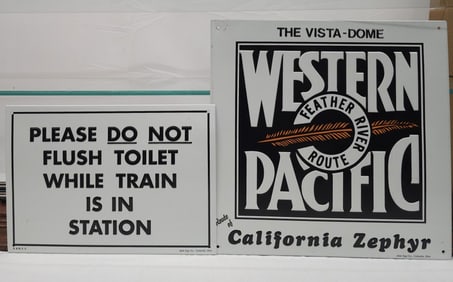 PLEASE DO NOT
FLUSH TOILET
WHILE TRAIN
IS IN
STATION
THE VISTA-DOME
WESTERN
FEATHER RIVER
ROUTE
PACIFIC
Route
of
California Zephyr